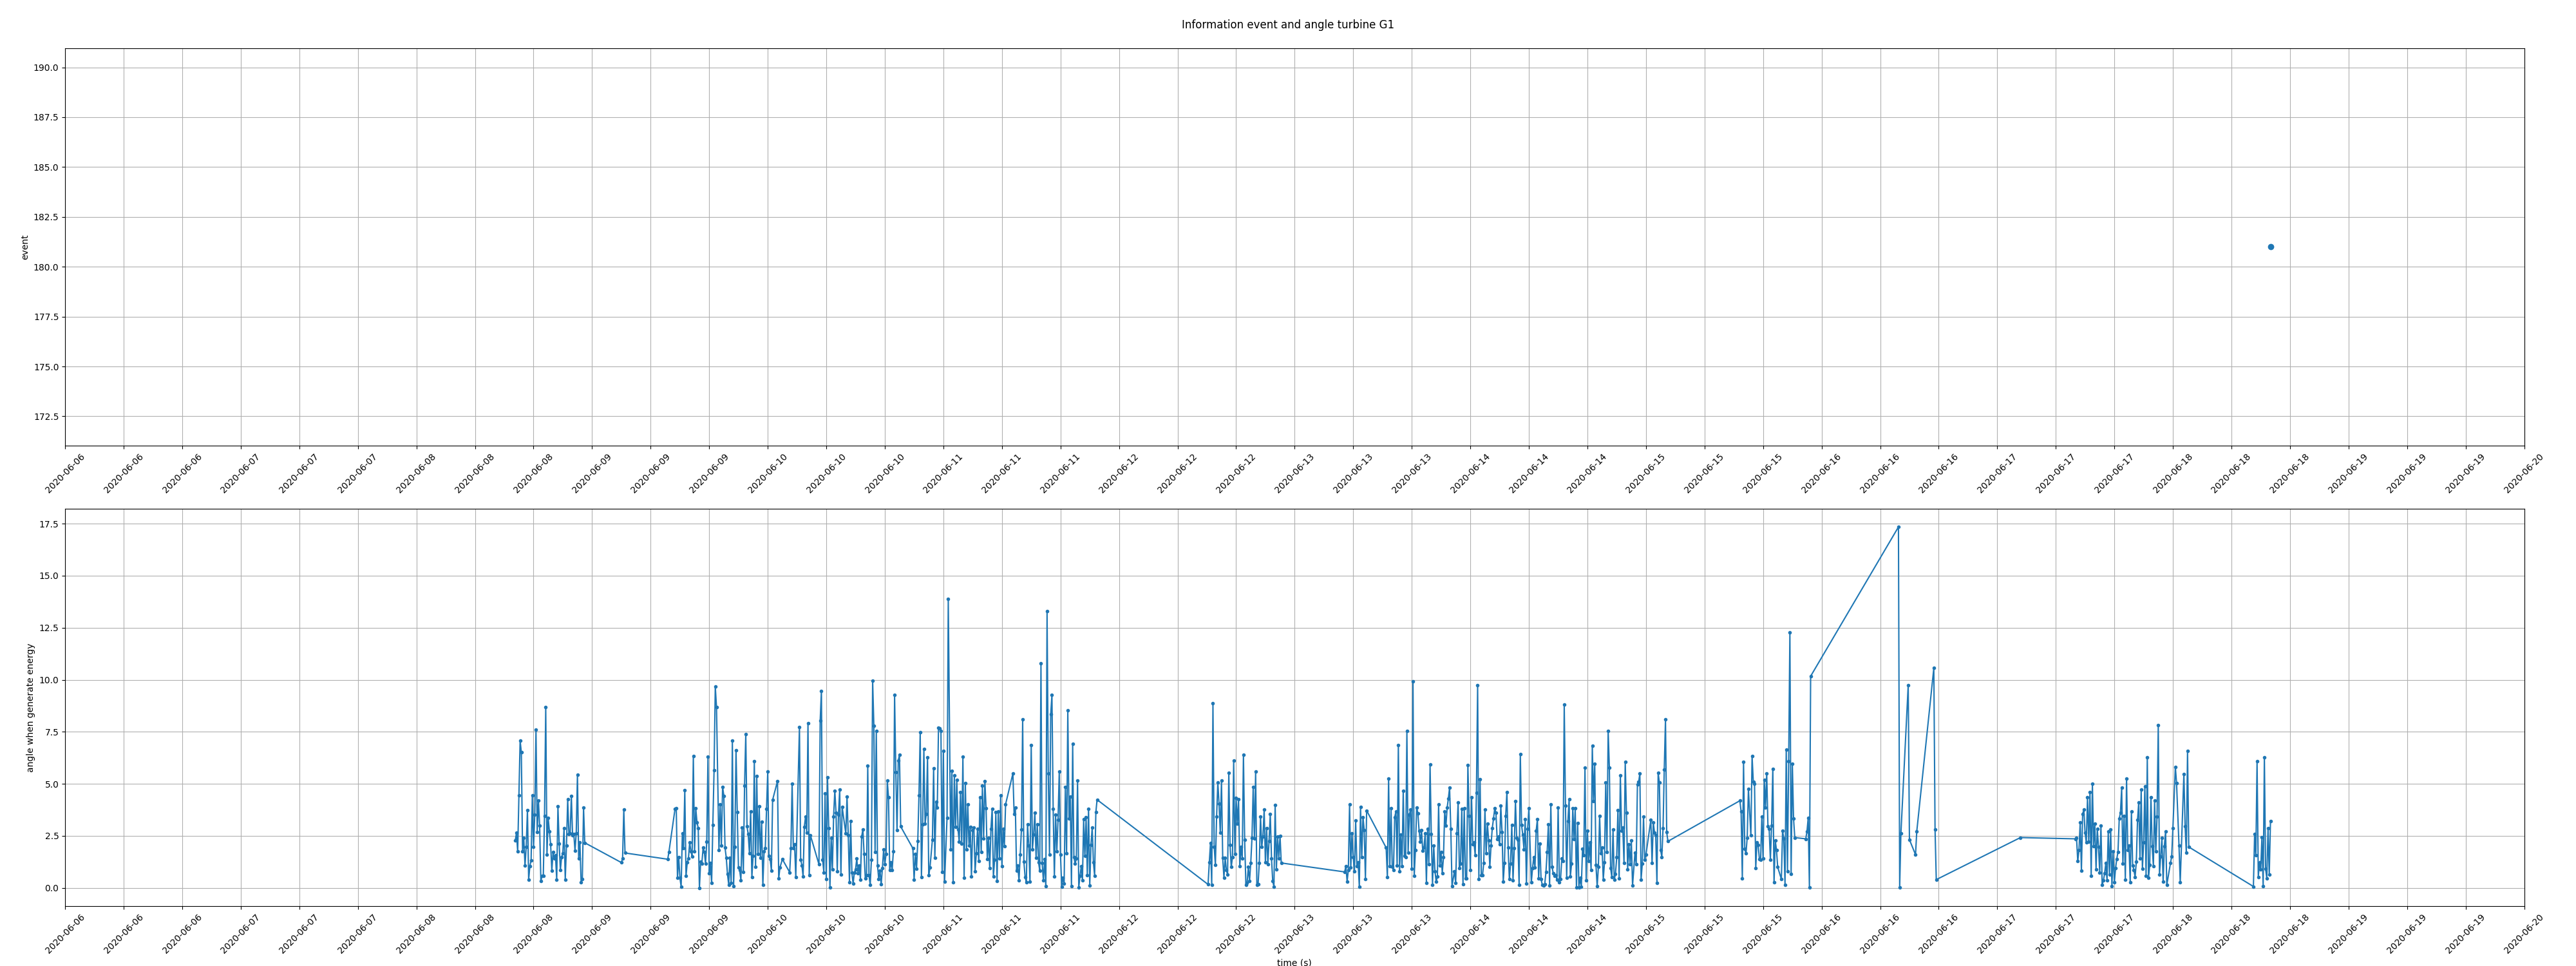 Information event and angle turbine G1
190.0
187.5
185.0
182.5
180.0
177.5
175.0
172.5
event
2020-06-06 2020-06-06 2020-06-06 2020-06-07 2020-06-07 2020-06-07 2020-06-08 2020-06-08 2020-06-08 2020-06-09 2020-06-09 2020-06-09 2020-06-10 2020-06-10 2020-06-10 2020-06-11 2020-06-11 2020-06-11 2020-06-12 2020-06-12 2020-06-12 2020-06-13 2020-06-13 2020-06-13 2020-06-14 2020-06-14 2020-06-14 2020-06-15 2020-06-15 2020-06-15 2020-06-16 2020-06-16 2020-06-16 2020-06-17 2020-06-17 2020-06-17 2020-06-18 2020-06-18 2020-06-18 2020-06-19 2020-06-19 2020-06-19 2020-06-20
17.5
15.0
12.5
10.0
7.5
5.0
2.5
0.0
angle when generate energy
2020-06-06 2020-06-06 2020-06-06 2020-06-07 2020-06-07 2020-06-07 2020-06-08 2020-06-08 2020-06-08 2020-06-09 2020-06-09 2020-06-09 2020-06-10 2020-06-10 2020-06-10 2020-06-11 2020-06-11 2020-06-11 2020-06-12 2020-06-12 2020-06-12 2020-06-13 2020-06-13 2020-06-13 2020-06-14 2020-06-14 2020-06-14 2020-06-15 2020-06-15 2020-06-15 2020-06-16 2020-06-16 2020-06-16 2020-06-17 2020-06-17 2020-06-17 2020-06-18 2020-06-18 2020-06-18 2020-06-19 2020-06-19 2020-06-19 2020-06-20
time (s)